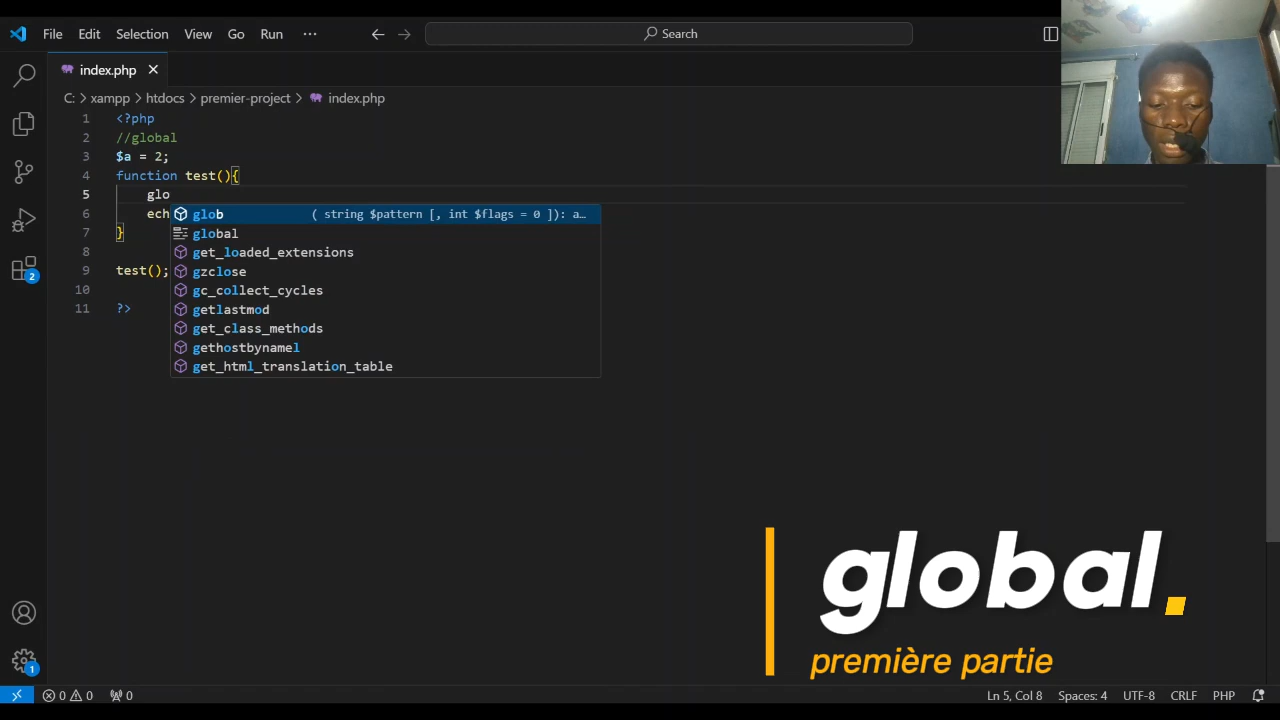 File Edit Selection View Go Run ··· Search
index.php
C: > xampp > htdocs > premier-project > index.php
1 <?php
2 //global
3 $a = 2;
4 function test(){
5 glo
6 ech
7 }
8
9 test();
10
11 ?>
glob ( string $pattern [, int $flags = 0 ]): a…
global
get_loaded_extensions
gzclose
gc_collect_cycles
getlastmod
get_class_methods
gethostbynamel
get_html_translation_table
2
global.
première partie
1
0 0 0 Ln 5, Col 8 Spaces: 4 UTF-8 CRLF PHP